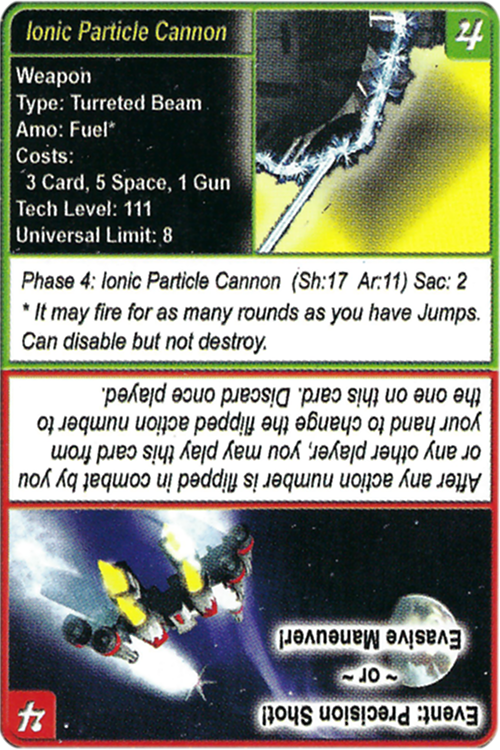 Ionic Particle Cannon
4
Weapon
Type: Turreted Beam
Amo: Fuel*
Costs:
3 Card, 5 Space, 1 Gun
Tech Level: 111
Universal Limit: 8
Phase 4: Ionic Particle Cannon (Sh:17 Ar:11) Sac: 2
* It may fire for as many rounds as you have Jumps.
Can disable but not destroy.
Event: Precision Shot!
~ or ~
Evasive Maneuver!
4
After any action number is flipped in combat by you
or any other player, you may play this card from
your hand to change the flipped action number to
the one on this card. Discard once played.